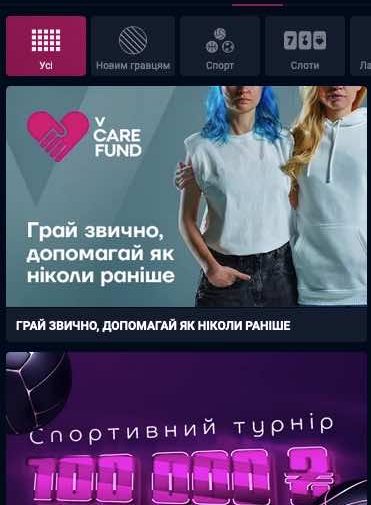 Усі
Новим гравцям
Спорт
Слоти
V
CARE
FUND
Грай звично,
допомагай як
ніколи раніше
ГРАЙ ЗВИЧНО, ДОПОМАГАЙ ЯК НІКОЛИ РАНІШЕ
Спортивний турнір
100 000 ₴